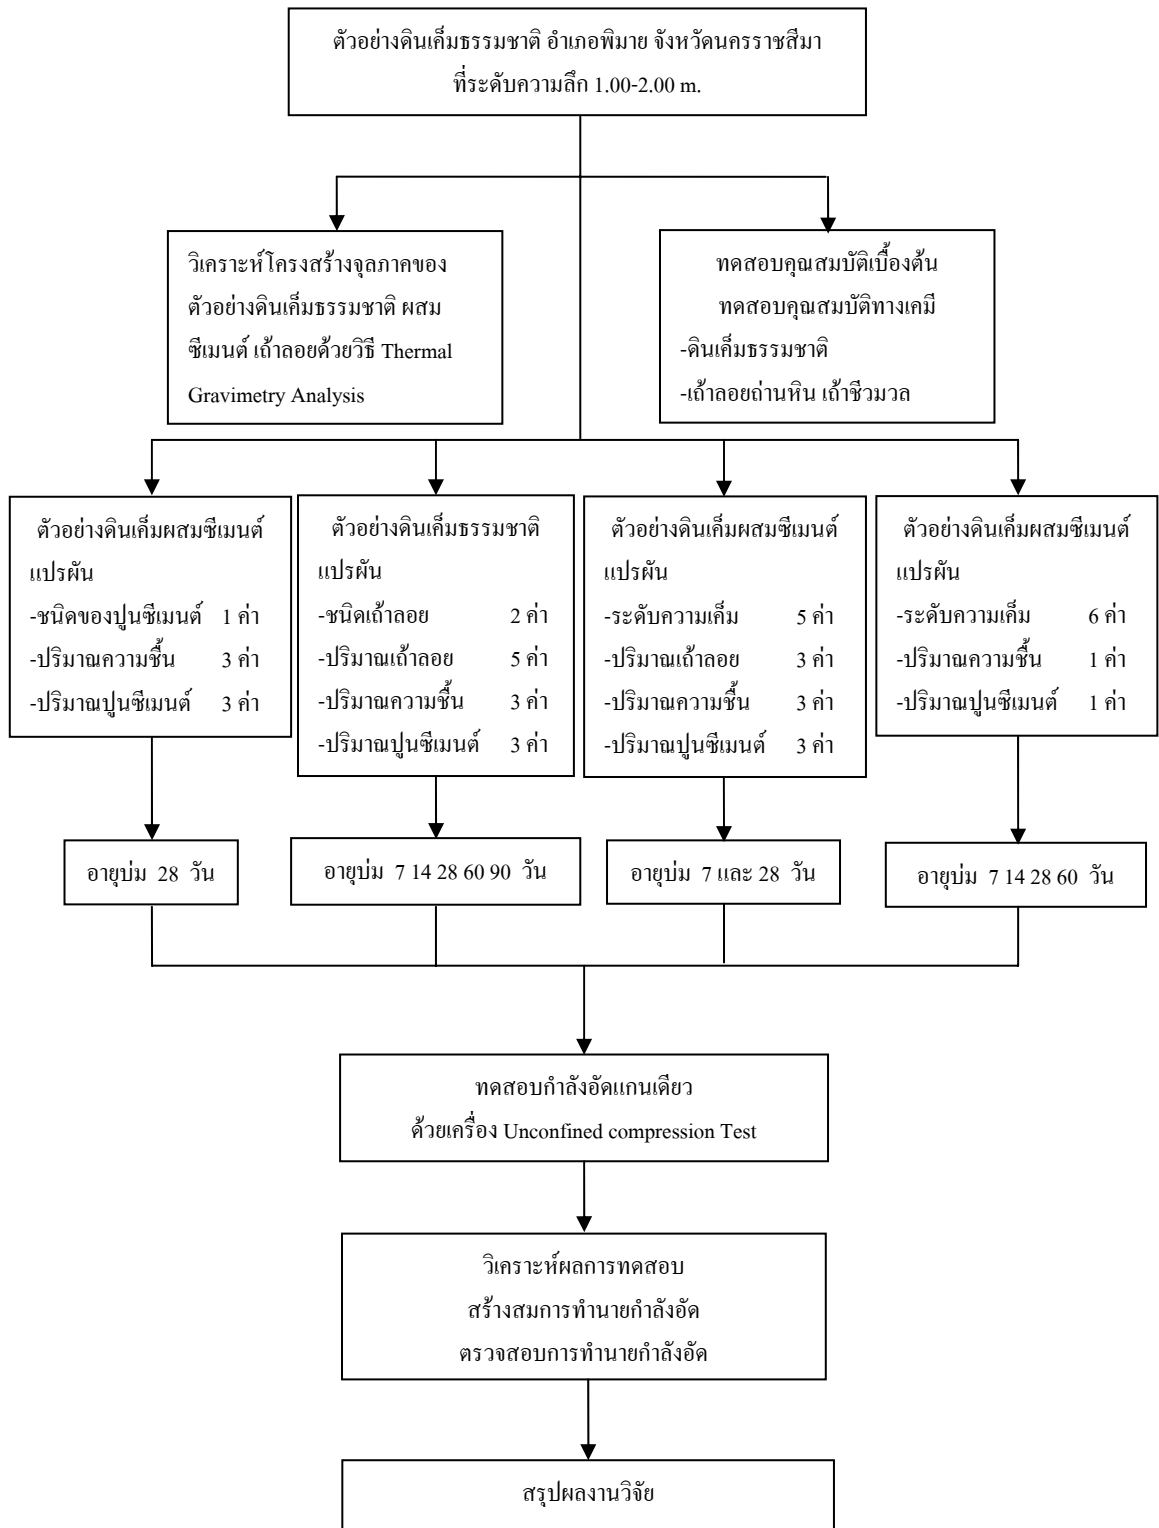 ตัวอย่างดินเค็มธรรมชาติ อำเภอพิมาย จังหวัดนครราชสีมา
ที่ระดับความลึก 1.00-2.00 m.
วิเคราะห์โครงสร้างจุลภาคของ
ตัวอย่างดินเค็มธรรมชาติ ผสม
ซีเมนต์ เถ้าลอยด้วยวิธี Thermal
Gravimetry Analysis
ทดสอบคุณสมบัติเบื้องต้น
ทดสอบคุณสมบัติทางเคมี
-ดินเค็มธรรมชาติ
-เถ้าลอยถ่านหิน เถ้าชีวมวล
ตัวอย่างดินเค็มผสมซีเมนต์
แปรผัน
-ชนิดของปูนซีเมนต์ 1 ค่า
-ปริมาณความชื้น 3 ค่า
-ปริมาณปูนซีเมนต์ 3 ค่า
ตัวอย่างดินเค็มธรรมชาติ
แปรผัน
-ชนิดเถ้าลอย 2 ค่า
-ปริมาณเถ้าลอย 5 ค่า
-ปริมาณความชื้น 3 ค่า
-ปริมาณปูนซีเมนต์ 3 ค่า
ตัวอย่างดินเค็มผสมซีเมนต์
แปรผัน
-ระดับความเค็ม 5 ค่า
-ปริมาณเถ้าลอย 3 ค่า
-ปริมาณความชื้น 3 ค่า
-ปริมาณปูนซีเมนต์ 3 ค่า
ตัวอย่างดินเค็มผสมซีเมนต์
แปรผัน
-ระดับความเค็ม 6 ค่า
-ปริมาณความชื้น 1 ค่า
-ปริมาณปูนซีเมนต์ 1 ค่า
อายุบ่ม 28 วัน
อายุบ่ม 7 14 28 60 90 วัน
อายุบ่ม 7 และ 28 วัน
อายุบ่ม 7 14 28 60 วัน
ทดสอบกำลังอัดแกนเดียว
ด้วยเครื่อง Unconfined compression Test
วิเคราะห์ผลการทดสอบ
สร้างสมการทำนายกำลังอัด
ตรวจสอบการทำนายกำลังอัด
สรุปผลงานวิจัย